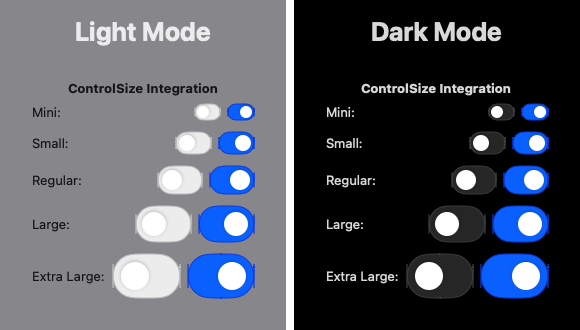 Light Mode
ControlSize Integration
Mini:
Small:
Regular:
Large:
Extra Large:
Dark Mode
ControlSize Integration
Mini:
Small:
Regular:
Large:
Extra Large: